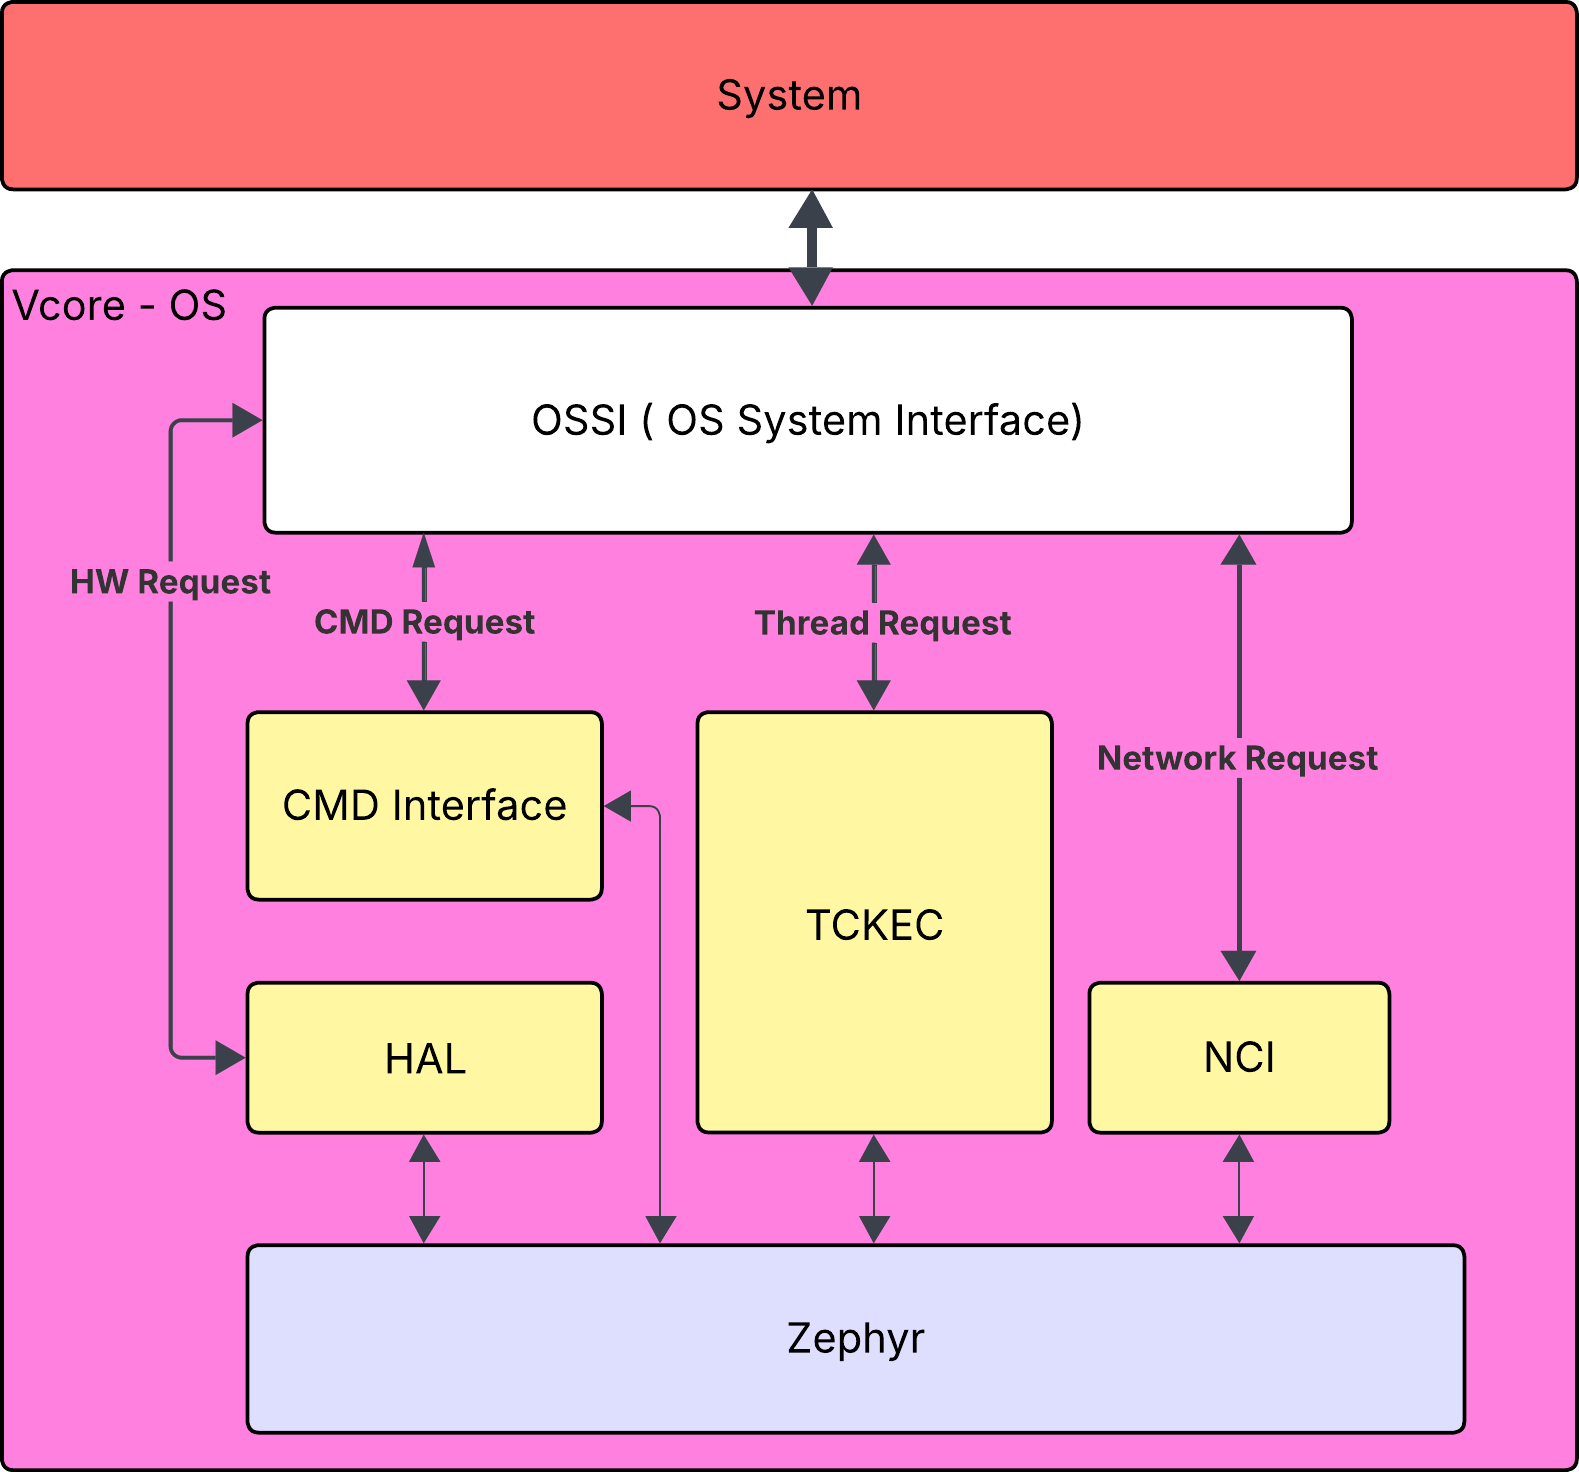 System
Vcore - OS
OSSI ( OS System Interface)
HW Request
CMD Request
Thread Request
Network Request
CMD Interface
TCKEC
HAL
NCI
Zephyr